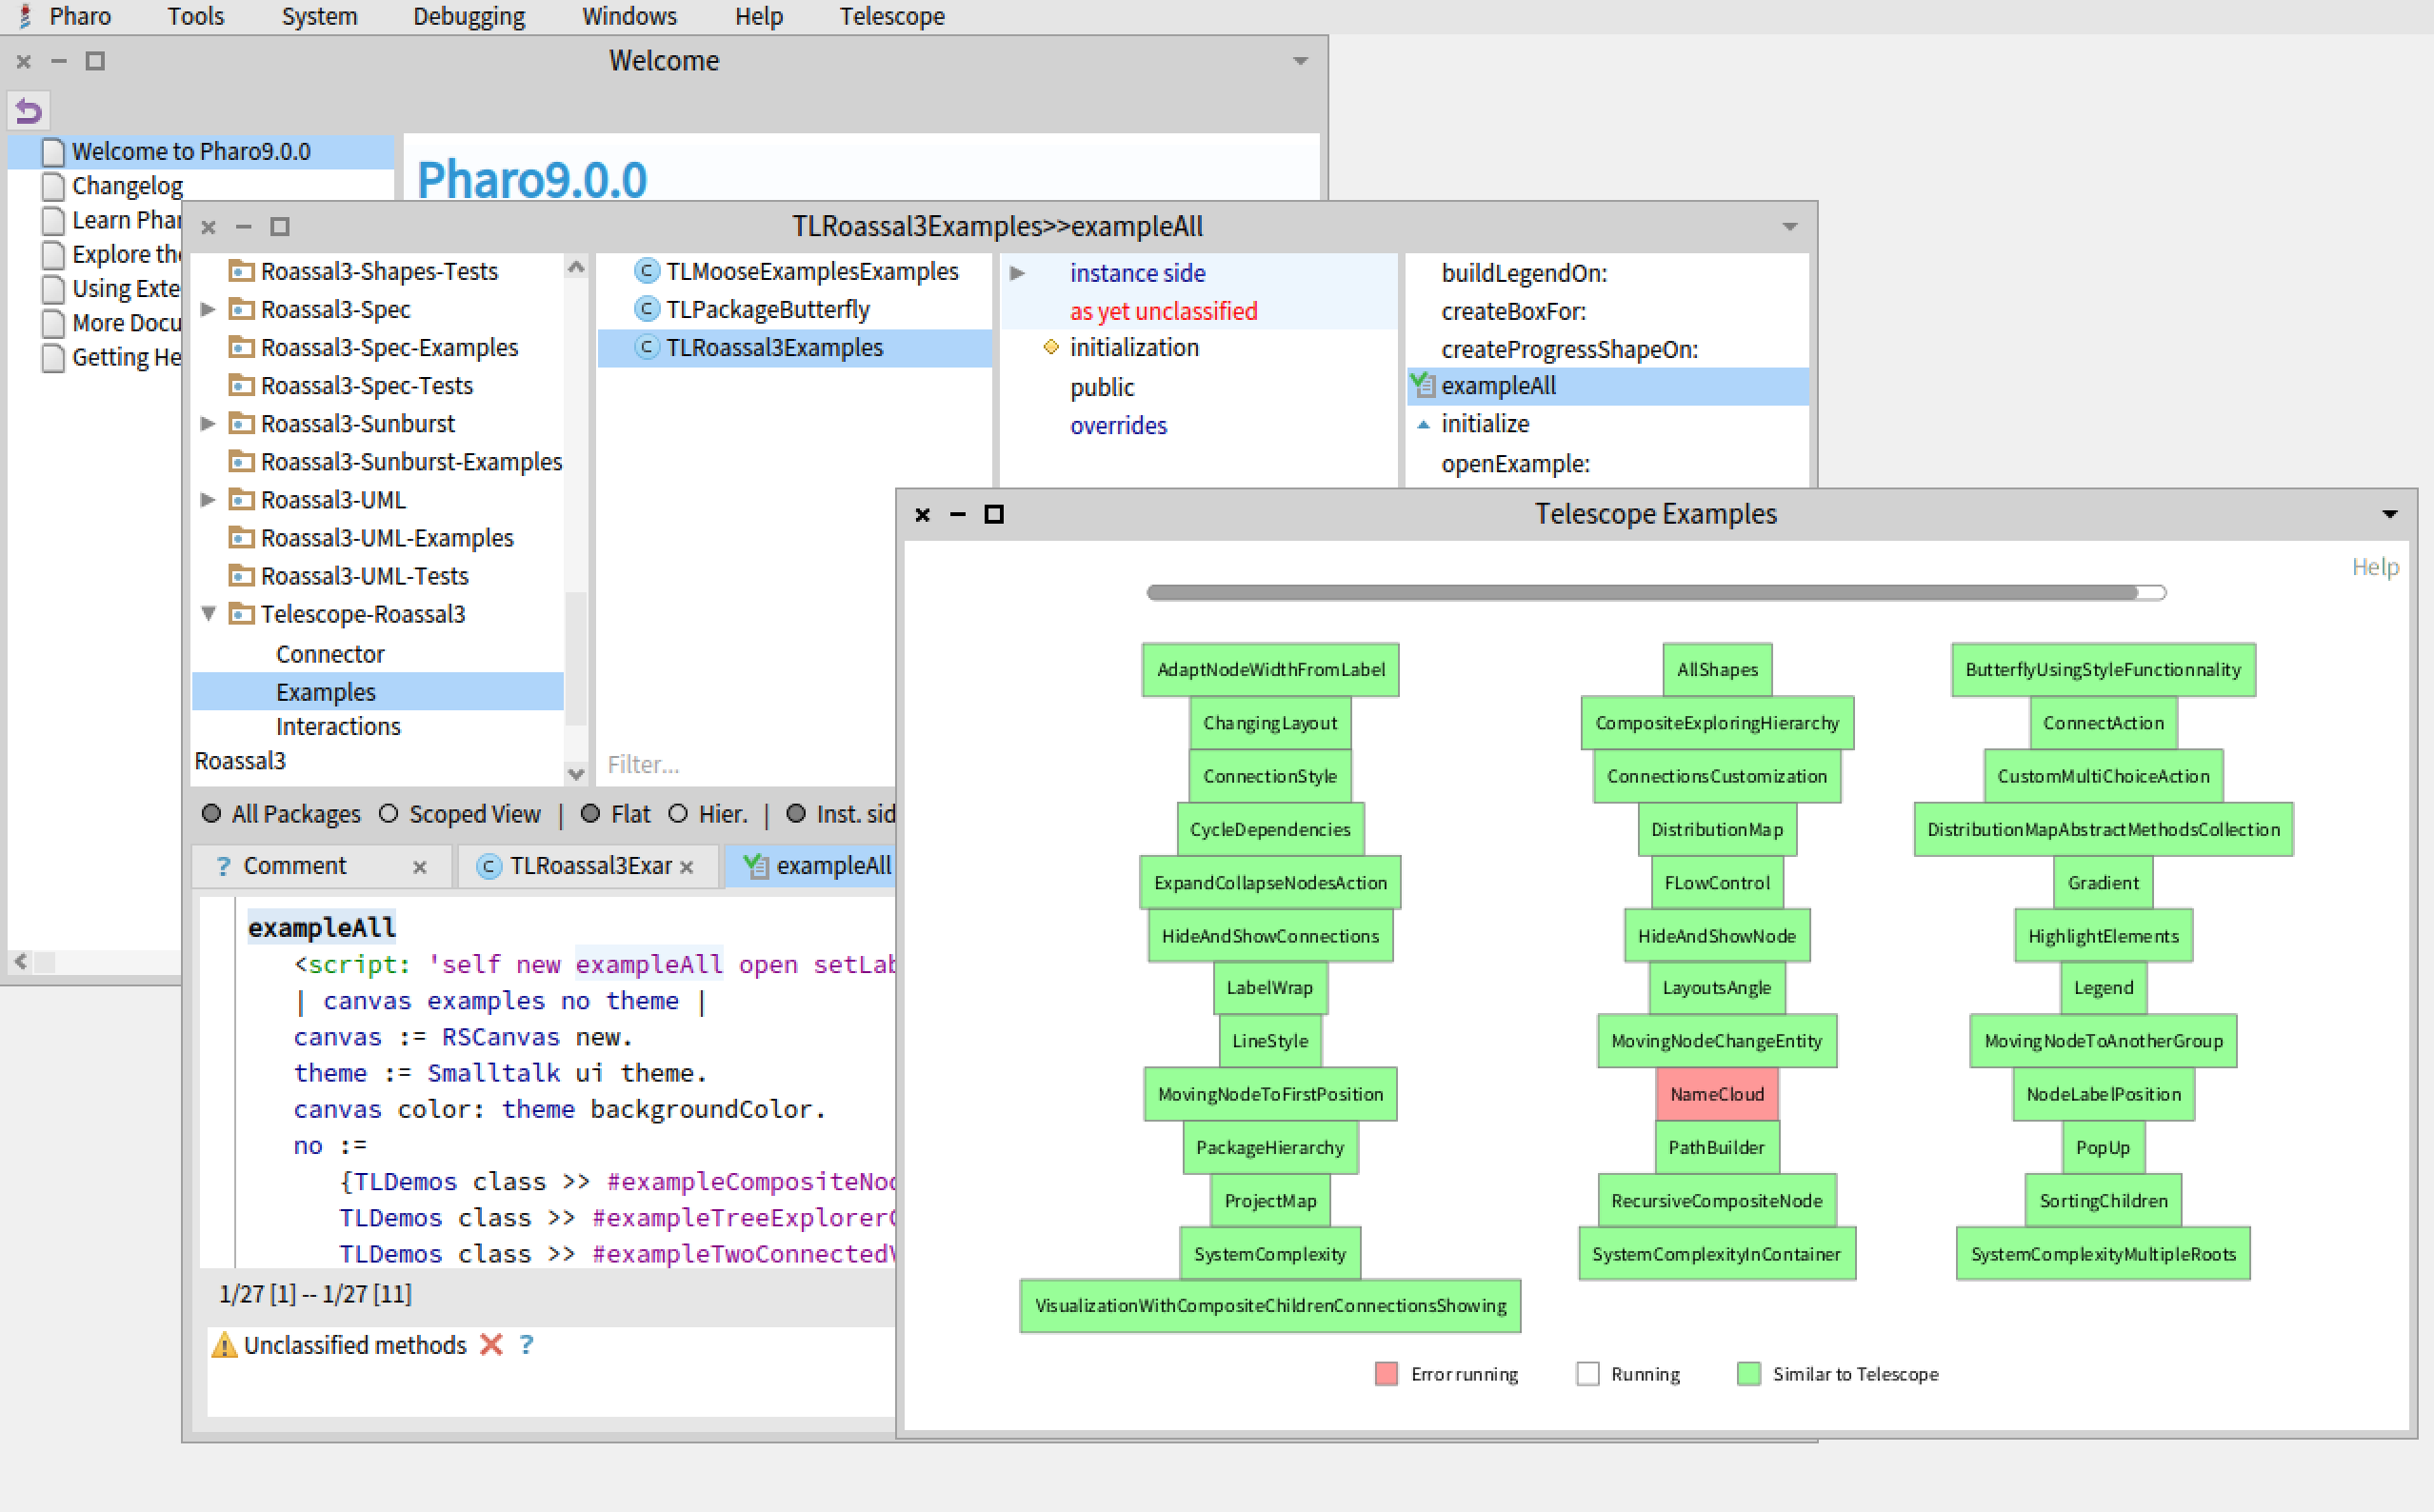 Pharo Tools System Debugging Windows Help Telescope
Welcome
Welcome to Pharo9.0.0
Changelog
Learn Phar
Explore the
Using Exte
More Docu
Getting He
Pharo9.0.0
TLRoassal3Examples>>exampleAll
Roassal3-Shapes-Tests
Roassal3-Spec
Roassal3-Spec-Examples
Roassal3-Spec-Tests
Roassal3-Sunburst
Roassal3-Sunburst-Examples
Roassal3-UML
Roassal3-UML-Examples
Roassal3-UML-Tests
Telescope-Roassal3
Connector
Examples
Interactions
Roassal3
TLMooseExamplesExamples
TLPackageButterfly
TLRoassal3Examples
Filter...
instance side
as yet unclassified
initialization
public
overrides
buildLegendOn:
createBoxFor:
createProgressShapeOn:
exampleAll
initialize
openExample:
All Packages Scoped View | Flat Hier. | Inst. sid
? Comment TLRoassal3Exar exampleAll
exampleAll
<script: 'self new exampleAll open setLab
| canvas examples no theme |
canvas := RSCanvas new.
theme := Smalltalk ui theme.
canvas color: theme backgroundColor.
no :=
{TLDemos class >> #exampleCompositeNod
TLDemos class >> #exampleTreeExplorerC
TLDemos class >> #exampleTwoConnectedV
1/27 [1] -- 1/27 [11]
Unclassified methods ?
Telescope Examples
Help
AdaptNodeWidthFromLabel AllShapes ButterflyUsingStyleFunctionnality
ChangingLayout CompositeExploringHierarchy ConnectAction
ConnectionStyle ConnectionsCustomization CustomMultiChoiceAction
CycleDependencies DistributionMap DistributionMapAbstractMethodsCollection
ExpandCollapseNodesAction FLowControl Gradient
HideAndShowConnections HideAndShowNode HighlightElements
LabelWrap LayoutsAngle Legend
LineStyle MovingNodeChangeEntity MovingNodeToAnotherGroup
MovingNodeToFirstPosition NameCloud NodeLabelPosition
PackageHierarchy PathBuilder PopUp
ProjectMap RecursiveCompositeNode SortingChildren
SystemComplexity SystemComplexityInContainer SystemComplexityMultipleRoots
VisualizationWithCompositeChildrenConnectionsShowing
Error running Running Similar to Telescope